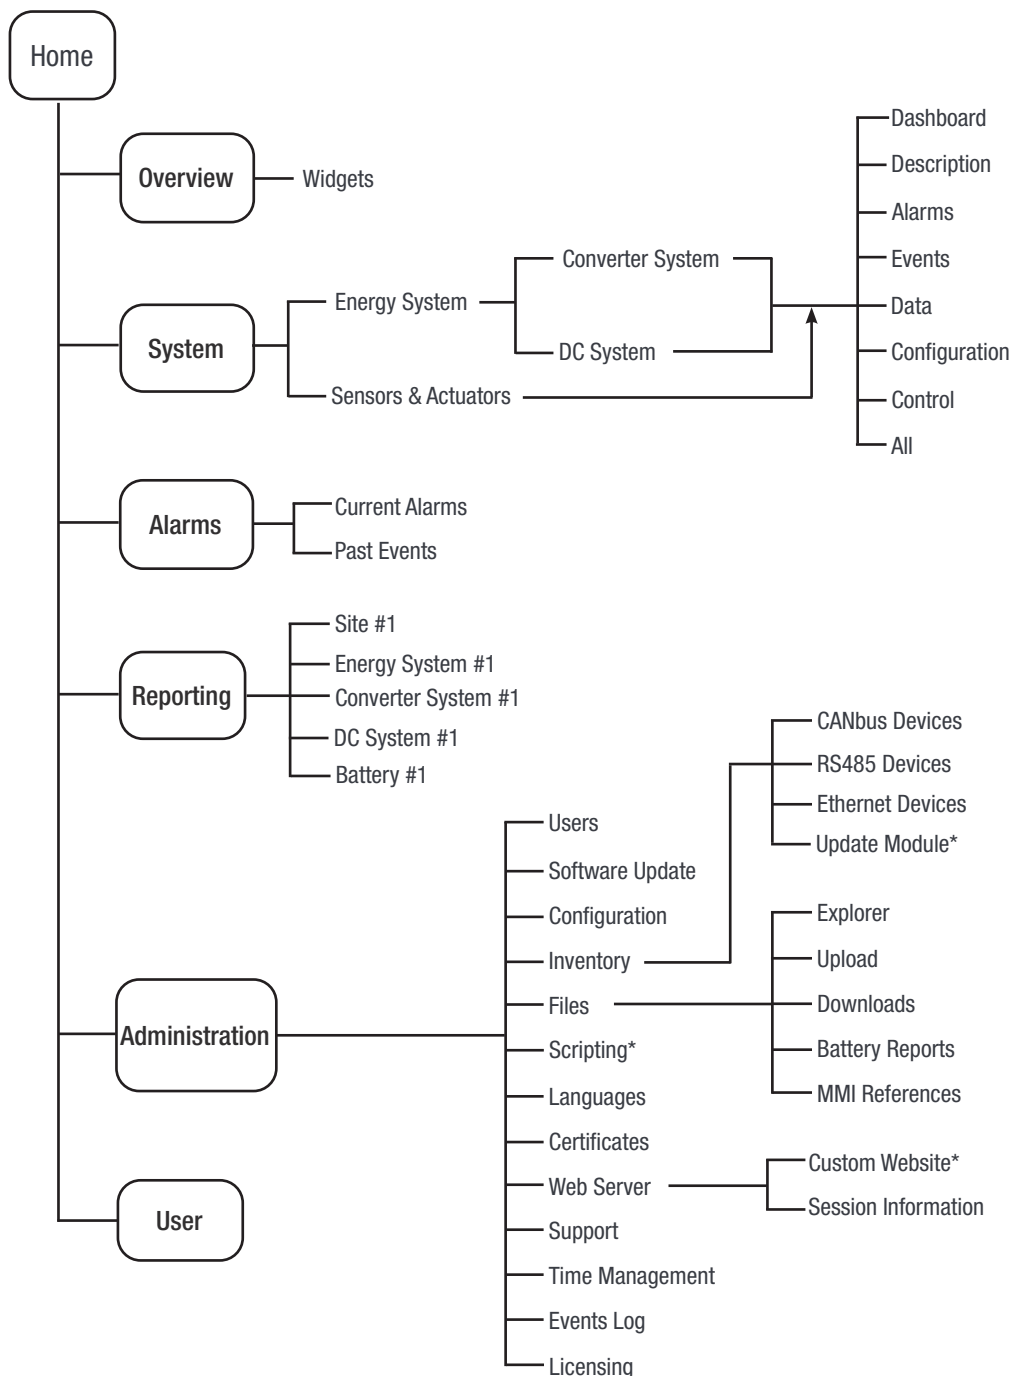 Home
Overview
Widgets
System
Energy System
Sensors & Actuators
Converter System
DC System
Dashboard
Description
Alarms
Events
Data
Configuration
Control
All
Alarms
Current Alarms
Past Events
Reporting
Site #1
Energy System #1
Converter System #1
DC System #1
Battery #1
Administration
Users
Software Update
Configuration
Inventory
Files
Scripting*
Languages
Certificates
Web Server
Support
Time Management
Events Log
Licensing
CANbus Devices
RS485 Devices
Ethernet Devices
Update Module*
Explorer
Upload
Downloads
Battery Reports
MMI References
Custom Website*
Session Information
User